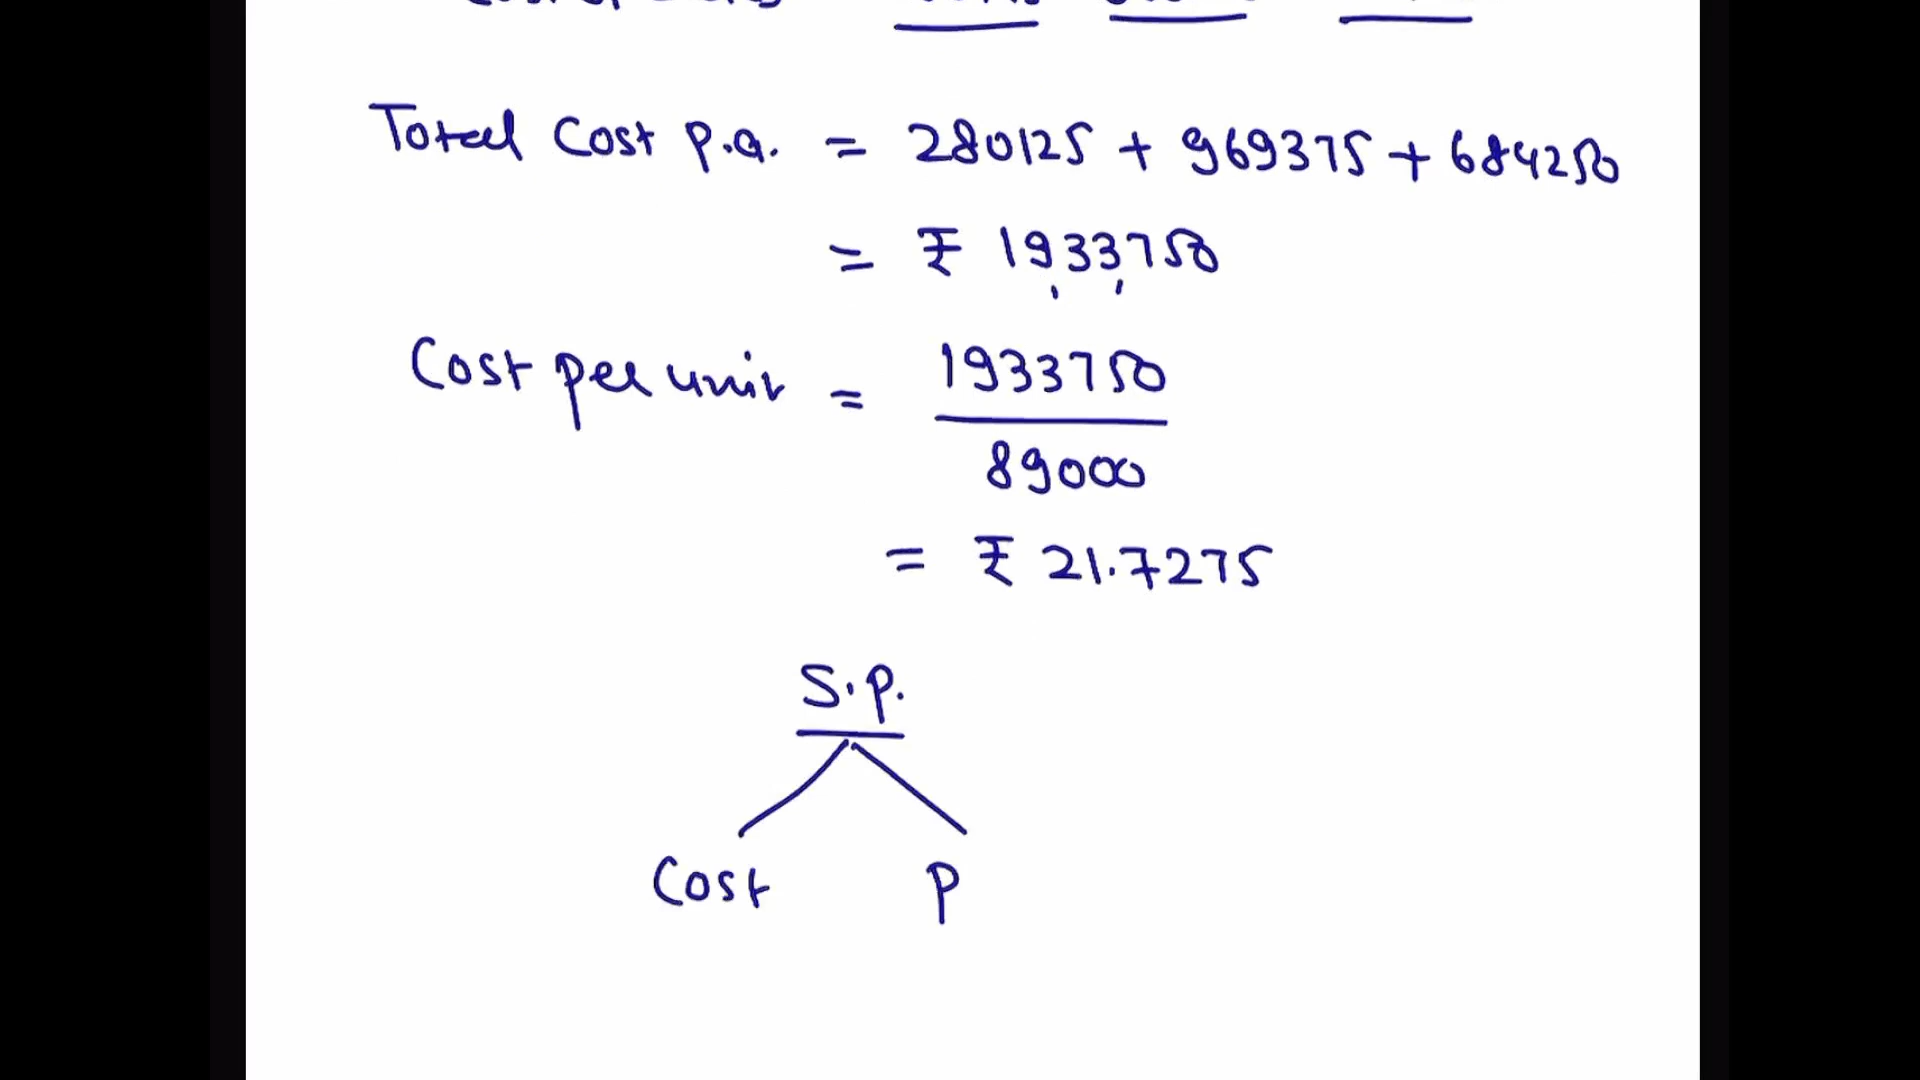 Total Cost P.a. = 280125 + 969375 + 684250
= ₹ 1933750
Cost per unit = 1933750
89000
= ₹ 21.7275
S.P.
Cost P